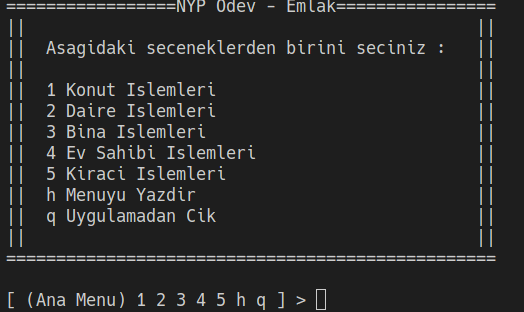 =================NYP Odev - Emlak================
||                                             ||
||  Asagidaki seceneklerden birini seciniz :   ||
||                                             ||
||  1 Konut Islemleri                          ||
||  2 Daire Islemleri                          ||
||  3 Bina Islemleri                           ||
||  4 Ev Sahibi Islemleri                      ||
||  5 Kiraci Islemleri                         ||
||  h Menuyu Yazdir                            ||
||  q Uygulamadan Cik                          ||
||                                             ||
=================================================
[ (Ana Menu) 1 2 3 4 5 h q ] >